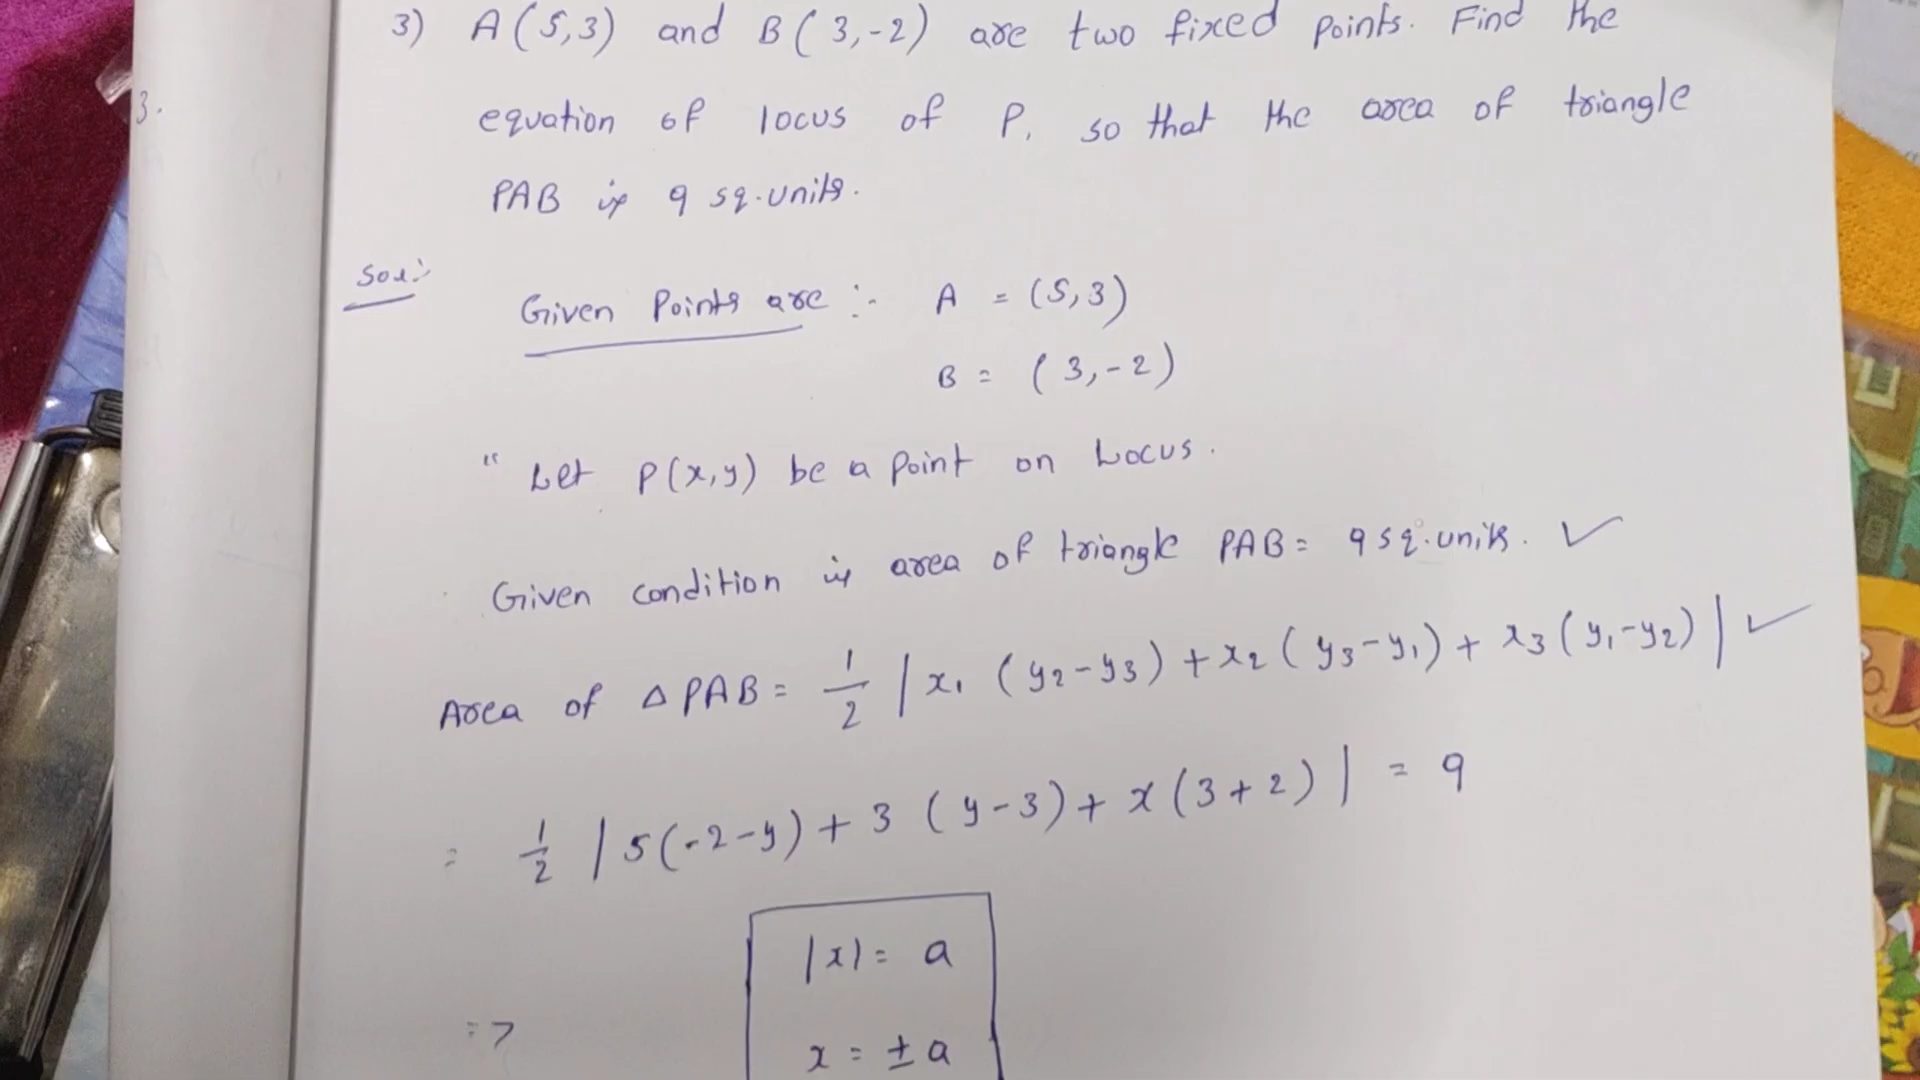 3) A (5,3) and B ( 3,-2) are two fixed points. Find the
3.
equation of locus of P, so that the area of triangle
PAB is 9 sq.units.
Sol:-
Given Points are :- A = (5,3)
B = ( 3,-2)
" Let P(x,y) be a point on Locus.
Given condition is area of triangle PAB = 9 sq.units. ✓
Area of Δ PAB = 1/2 | x₁ (y₂-y₃) + x₂ ( y₃-y₁) + x₃ ( y₁-y₂) | ✓
= 1/2 | 5(-2-y) + 3 ( y-3) + x (3+2) | = 9
|x| = a
=> x = ± a